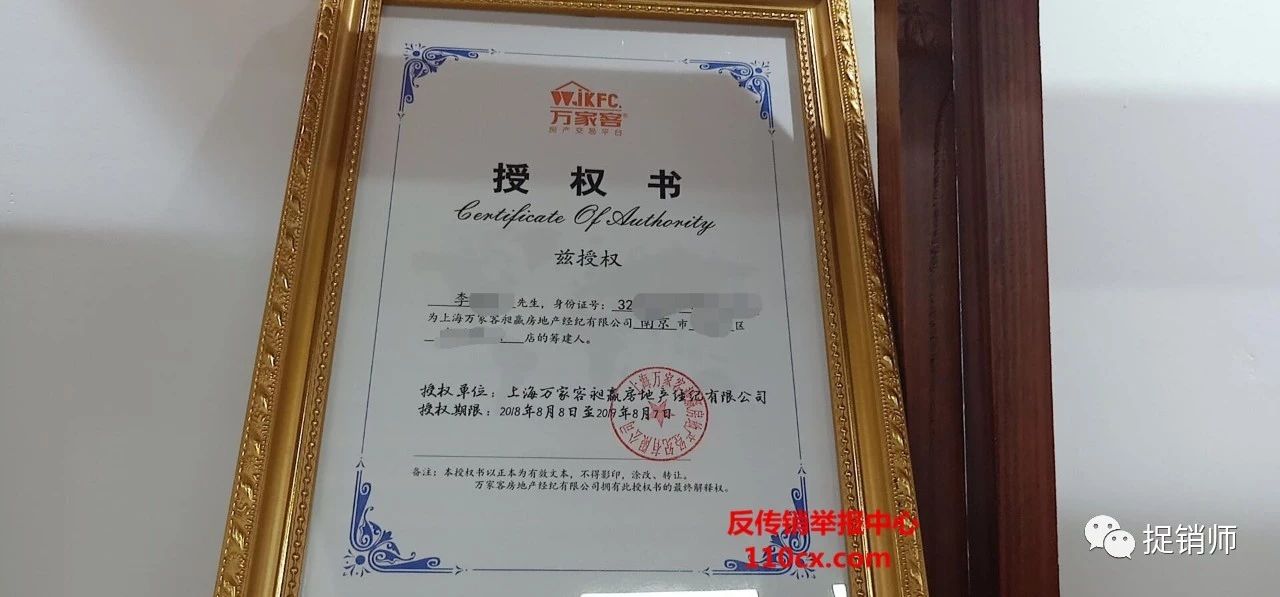 WJKFC.
万家客®
房产交易平台
授权书
Certificate Of Authority
兹授权
李 先生，身份证号：32
为上海万家客昶赢房地产经纪有限公司 南京 市 区
店的筹建人。
授权单位：上海万家客昶赢房地产经纪有限公司
授权期限：2018年8月8日至2019年8月7日
备注：本授权书以正本为有效文本，不得影印，涂改、转让。
万家客房地产经纪有限公司拥有此授权书的最终解释权。
反传销举报中心
110cx.com
捉销师